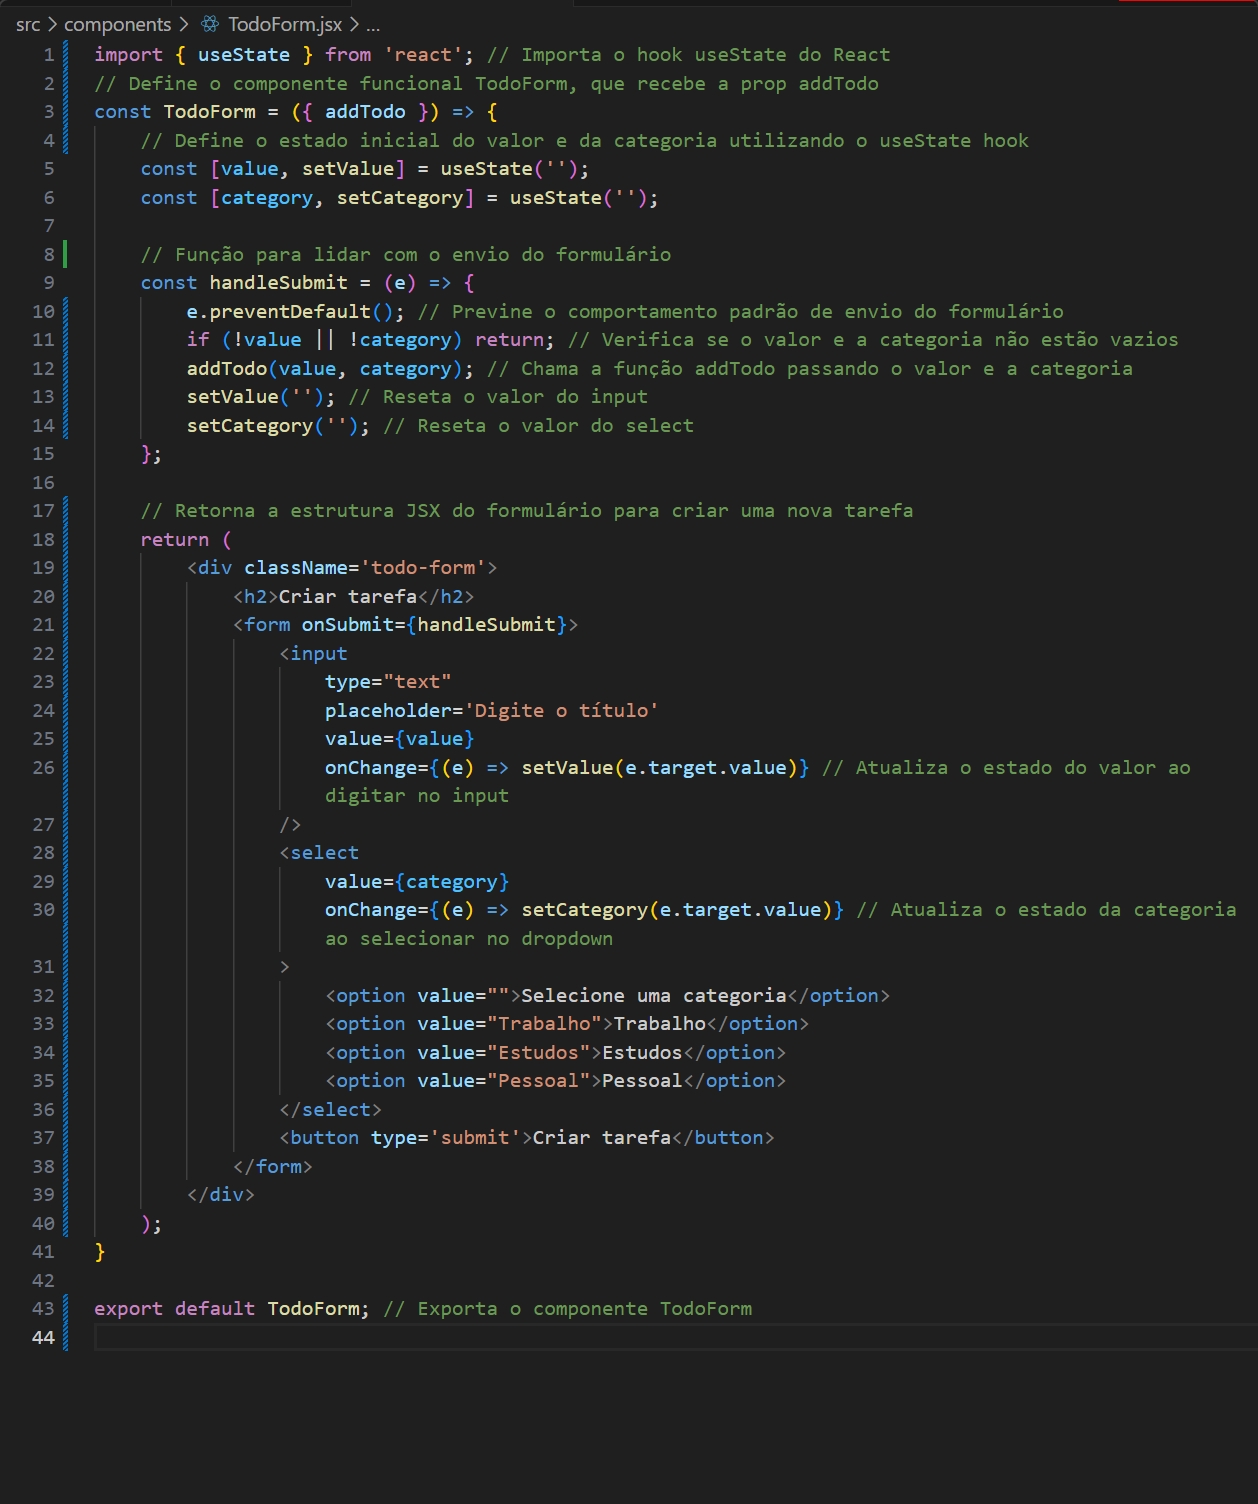 src > components > TodoForm.jsx > ...
1 import { useState } from 'react'; // Importa o hook useState do React
2 // Define o componente funcional TodoForm, que recebe a prop addTodo
3 const TodoForm = ({ addTodo }) => {
4     // Define o estado inicial do valor e da categoria utilizando o useState hook
5     const [value, setValue] = useState('');
6     const [category, setCategory] = useState('');
7
8     // Função para lidar com o envio do formulário
9     const handleSubmit = (e) => {
10         e.preventDefault(); // Previne o comportamento padrão de envio do formulário
11         if (!value || !category) return; // Verifica se o valor e a categoria não estão vazios
12         addTodo(value, category); // Chama a função addTodo passando o valor e a categoria
13         setValue(''); // Reseta o valor do input
14         setCategory(''); // Reseta o valor do select
15     };
16
17     // Retorna a estrutura JSX do formulário para criar uma nova tarefa
18     return (
19         <div className='todo-form'>
20             <h2>Criar tarefa</h2>
21             <form onSubmit={handleSubmit}>
22                 <input
23                     type="text"
24                     placeholder='Digite o título'
25                     value={value}
26                     onChange={(e) => setValue(e.target.value)} // Atualiza o estado do valor ao
                     digitar no input
27                 />
28                 <select
29                     value={category}
30                     onChange={(e) => setCategory(e.target.value)} // Atualiza o estado da categoria
                     ao selecionar no dropdown
31                 >
32                     <option value="">Selecione uma categoria</option>
33                     <option value="Trabalho">Trabalho</option>
34                     <option value="Estudos">Estudos</option>
35                     <option value="Pessoal">Pessoal</option>
36                 </select>
37                 <button type='submit'>Criar tarefa</button>
38             </form>
39         </div>
40     );
41 }
42
43 export default TodoForm; // Exporta o componente TodoForm
44